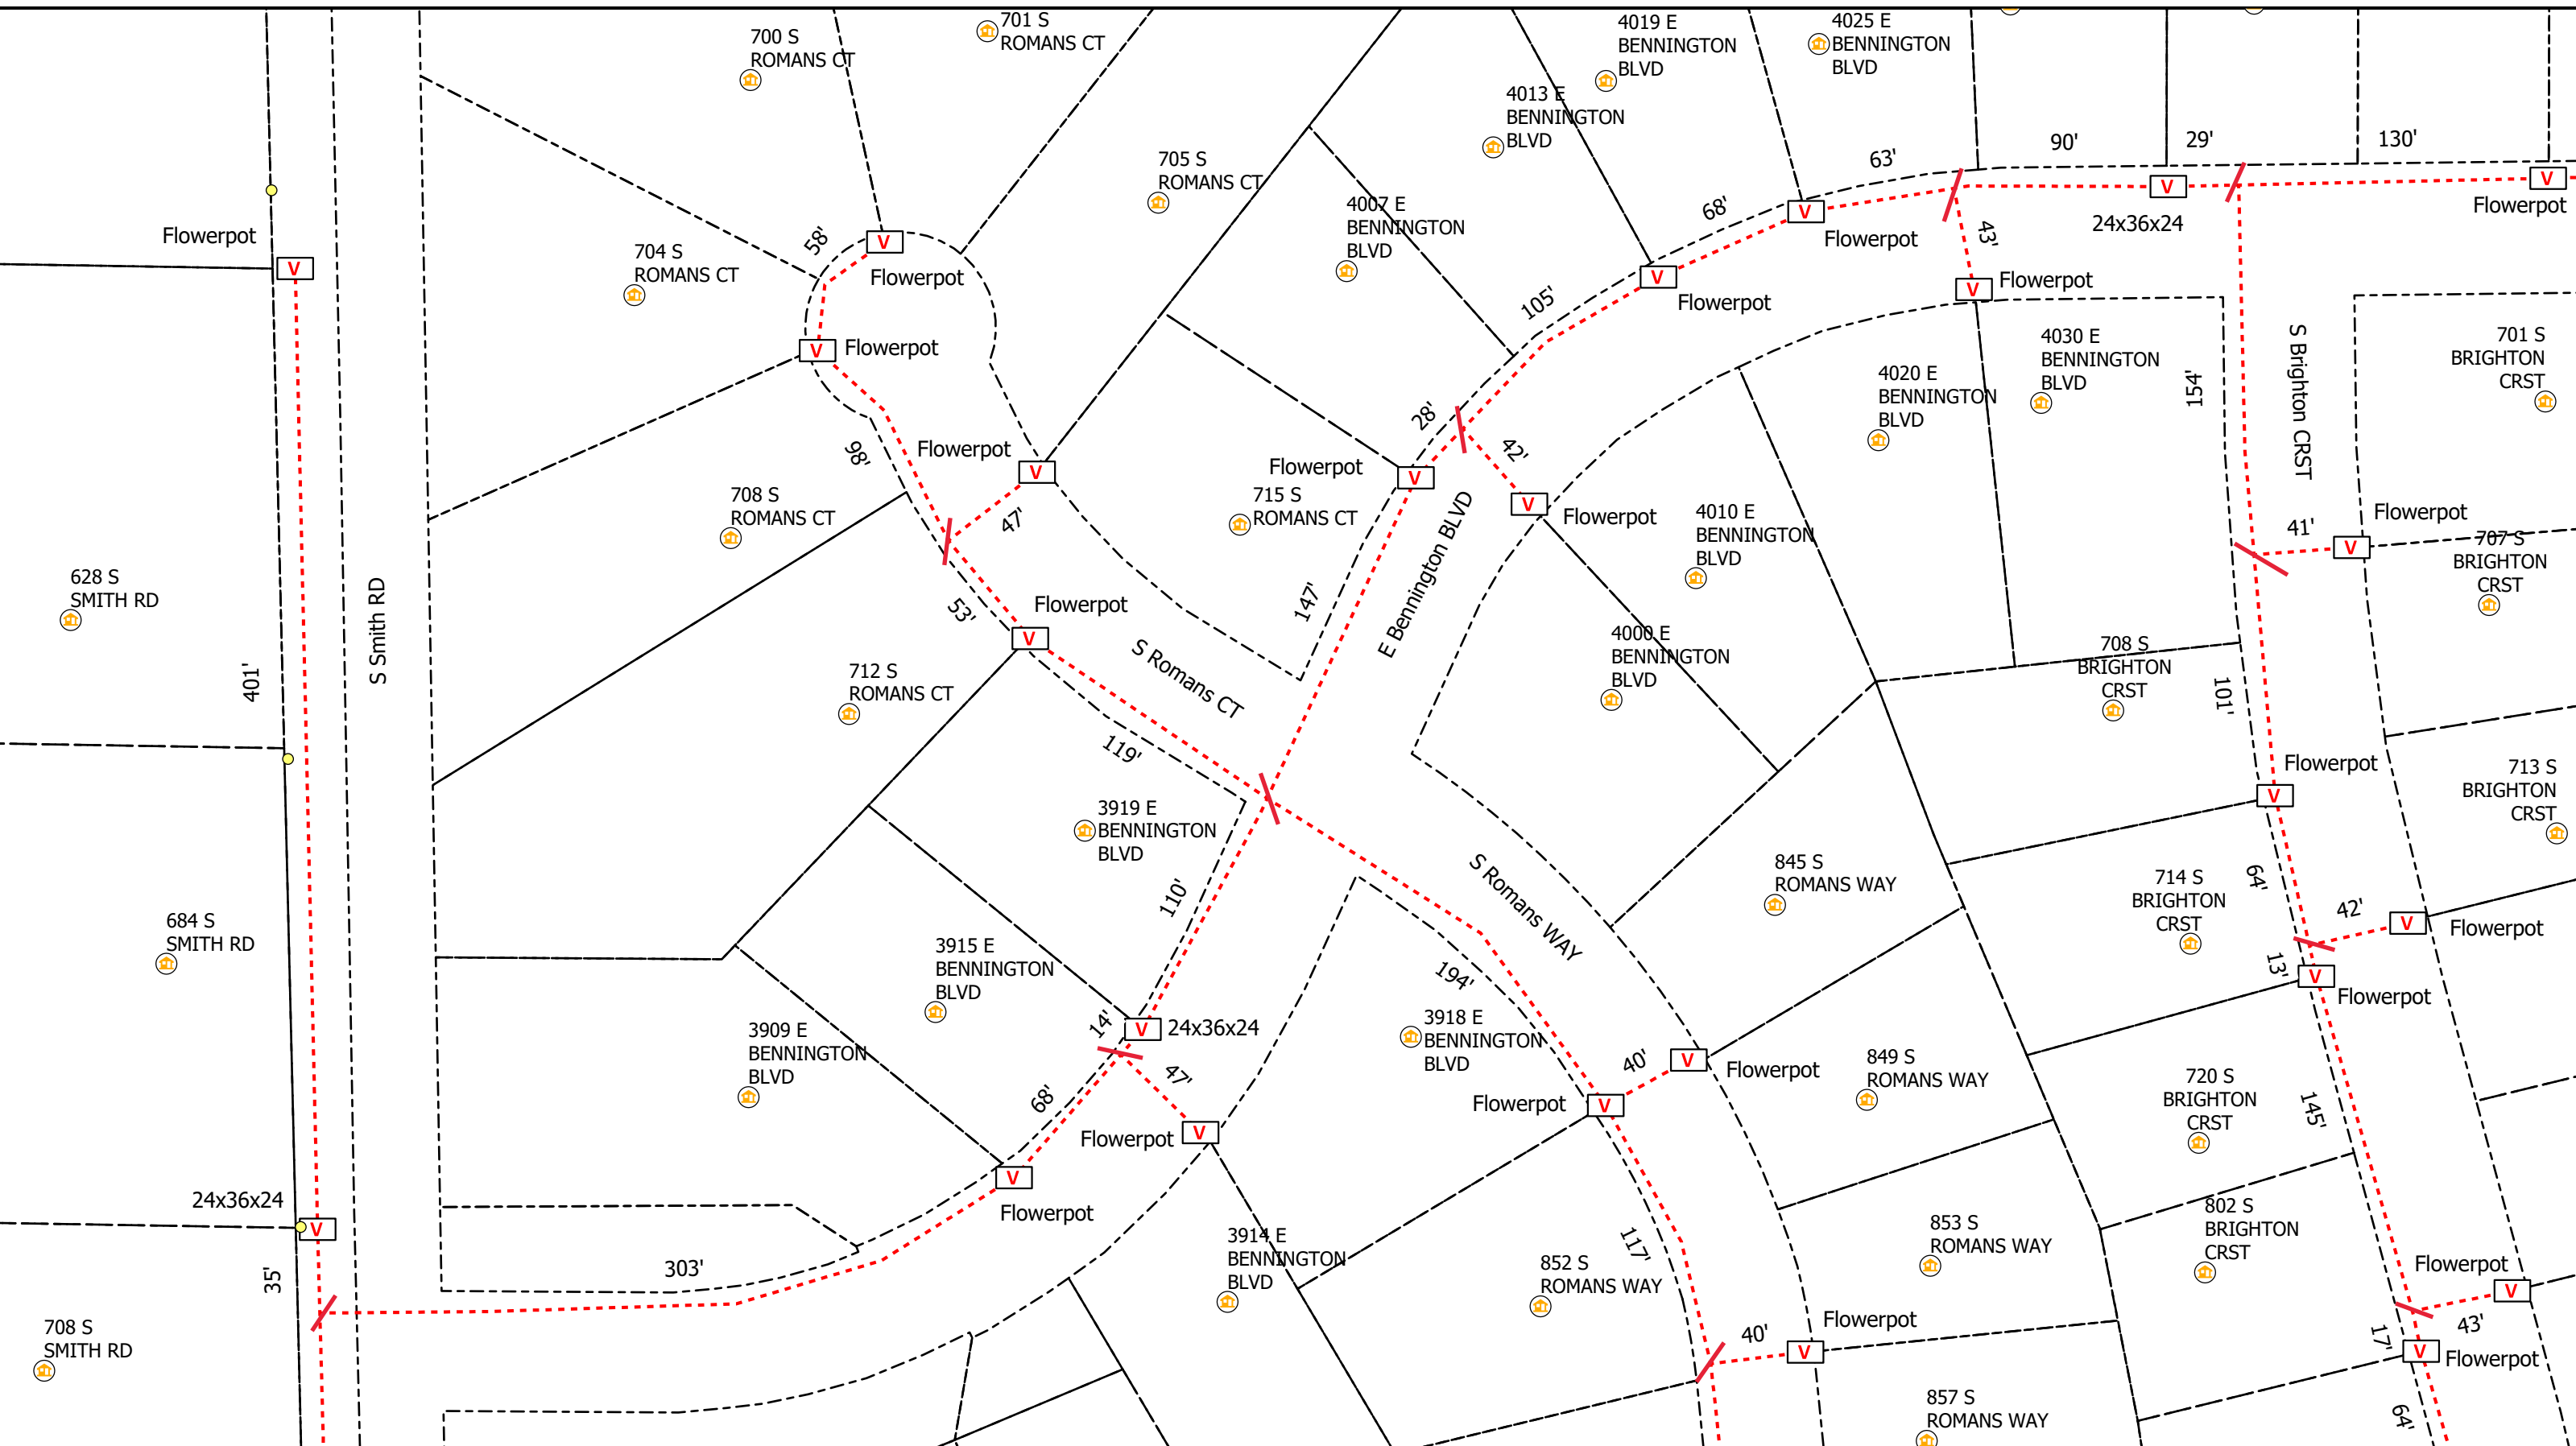 700 S
ROMANS CT
701 S
ROMANS CT
4019 E
BENNINGTON
BLVD
4025 E
BENNINGTON
BLVD
4013 E
BENNINGTON
BLVD
705 S
ROMANS CT
4007 E
BENNINGTON
BLVD
63'
90'
29'
130'
68'
43'
24x36x24
V
V
Flowerpot
V
Flowerpot
V
Flowerpot
105'
V
Flowerpot
Flowerpot
V
58'
V
Flowerpot
704 S
ROMANS CT
V
Flowerpot
98'
Flowerpot
V
47'
708 S
ROMANS CT
Flowerpot
V
28'
42'
V
Flowerpot
715 S
ROMANS CT
147'
E Bennington BLVD
4010 E
BENNINGTON
BLVD
4020 E
BENNINGTON
BLVD
4030 E
BENNINGTON
BLVD
154'
S Brighton CRST
701 S
BRIGHTON
CRST
41'
V
Flowerpot
707 S
BRIGHTON
CRST
628 S
SMITH RD
401'
S Smith RD
53'
Flowerpot
V
S Romans CT
712 S
ROMANS CT
119'
4000 E
BENNINGTON
BLVD
708 S
BRIGHTON
CRST
101'
Flowerpot
V
713 S
BRIGHTON
CRST
3919 E
BENNINGTON
BLVD
110'
S Romans WAY
845 S
ROMANS WAY
714 S
BRIGHTON
CRST
64'
42'
V
Flowerpot
13'
V
Flowerpot
684 S
SMITH RD
3915 E
BENNINGTON
BLVD
14'
V
24x36x24
47'
194'
3918 E
BENNINGTON
BLVD
40'
V
Flowerpot
Flowerpot
V
849 S
ROMANS WAY
3909 E
BENNINGTON
BLVD
68'
Flowerpot
V
V
Flowerpot
720 S
BRIGHTON
CRST
145'
24x36x24
V
35'
303'
3914 E
BENNINGTON
BLVD
117'
852 S
ROMANS WAY
853 S
ROMANS WAY
802 S
BRIGHTON
CRST
Flowerpot
V
43'
17'
V
Flowerpot
708 S
SMITH RD
40'
V
Flowerpot
857 S
ROMANS WAY
64'